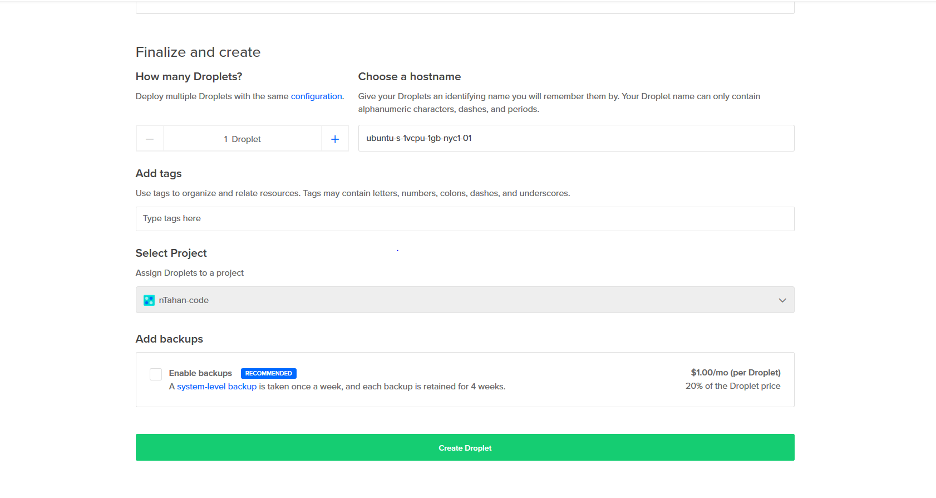 Finalize and create
How many Droplets?
Deploy multiple Droplets with the same configuration.
1 Droplet
Choose a hostname
Give your Droplets an identifying name you will remember them by. Your Droplet name can only contain
alphanumeric characters, dashes, and periods.
ubuntu-s-1vcpu-1gb-nyc1-01
Add tags
Use tags to organize and relate resources. Tags may contain letters, numbers, colons, dashes, and underscores.
Type tags here
Select Project
Assign Droplets to a project
nTahan-code
Add backups
Enable backups RECOMMENDED
A system-level backup is taken once a week, and each backup is retained for 4 weeks.
$1.00/mo (per Droplet)
20% of the Droplet price
Create Droplet